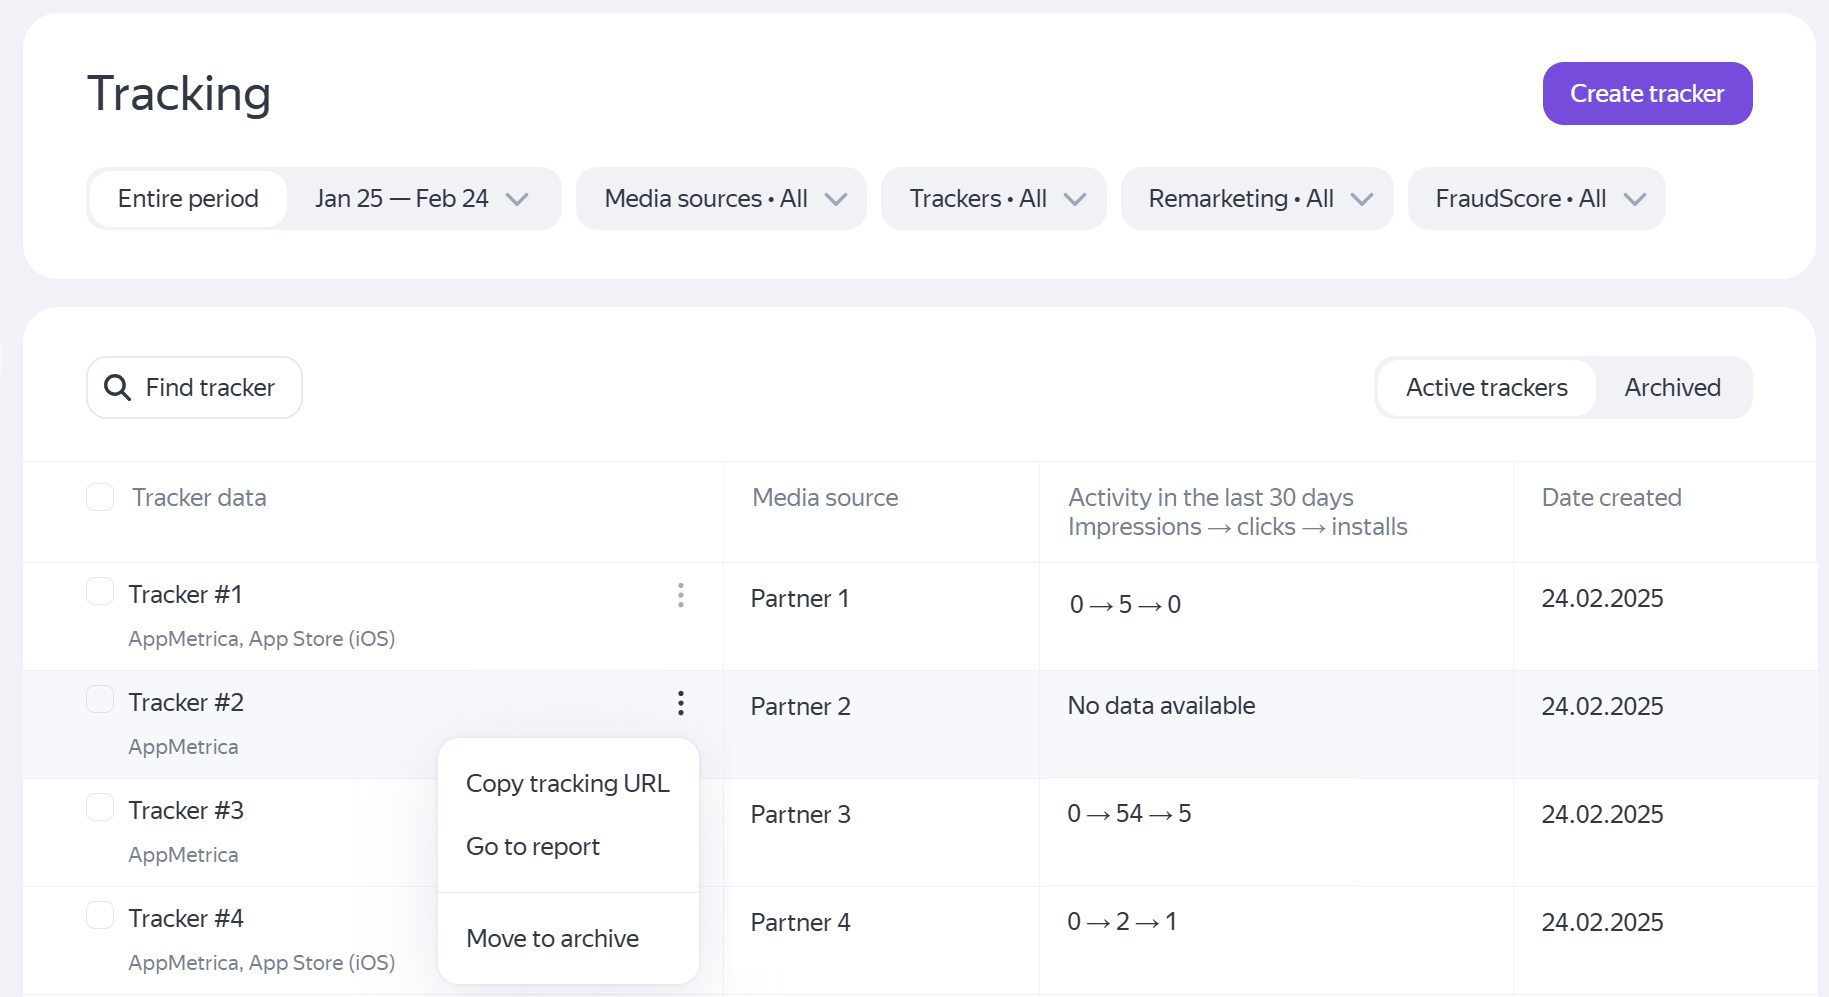 Tracking
Create tracker
Entire period
Jan 25 — Feb 24
Media sources • All
Trackers • All
Remarketing • All
FraudScore • All
Find tracker
Active trackers
Archived
Tracker data
Media source
Activity in the last 30 days
Impressions → clicks → installs
Date created
Tracker #1
AppMetrica, App Store (iOS)
Partner 1
0 → 5 → 0
24.02.2025
Tracker #2
AppMetrica
Partner 2
No data available
24.02.2025
Copy tracking URL
Go to report
Move to archive
Tracker #3
AppMetrica
Partner 3
0 → 54 → 5
24.02.2025
Tracker #4
AppMetrica, App Store (iOS)
Partner 4
0 → 2 → 1
24.02.2025